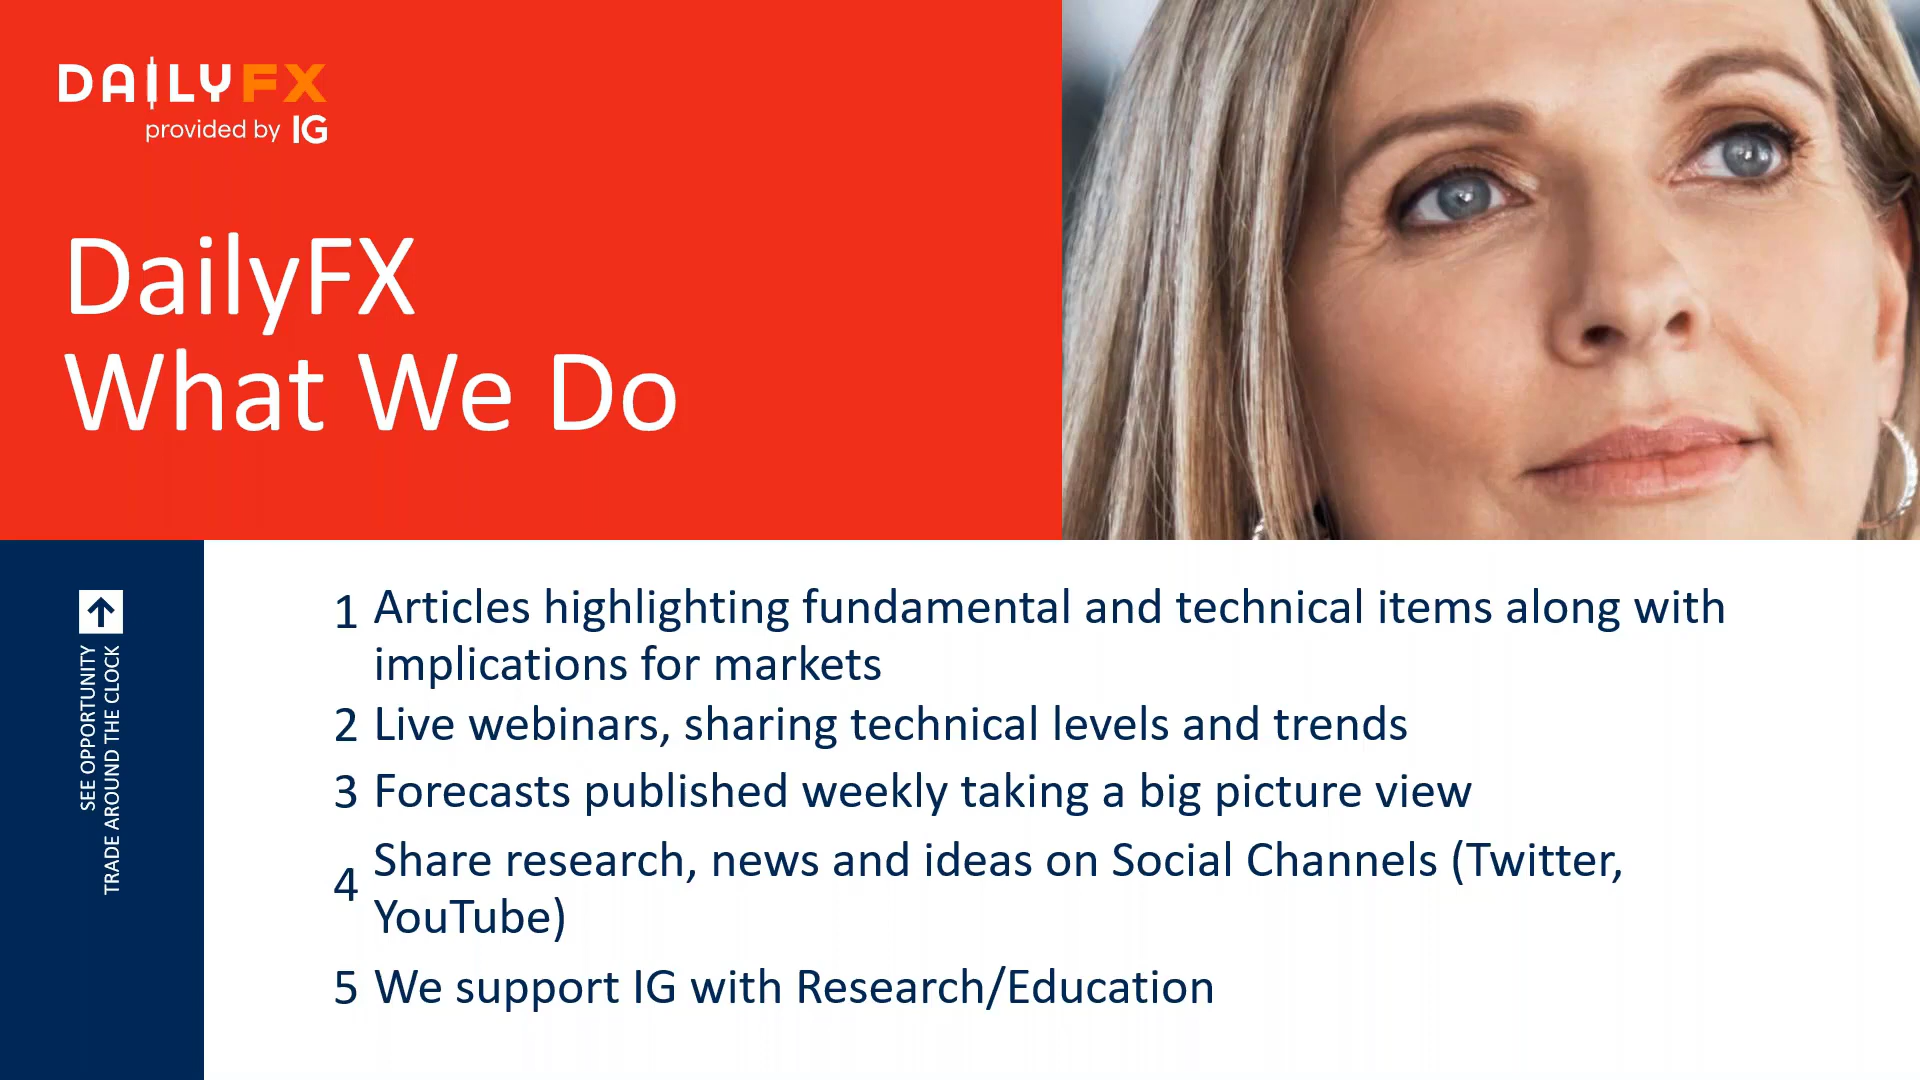 DAILYFX
provided by IG
DailyFX
What We Do
SEE OPPORTUNITY
TRADE AROUND THE CLOCK
1 Articles highlighting fundamental and technical items along with
implications for markets
2 Live webinars, sharing technical levels and trends
3 Forecasts published weekly taking a big picture view
4 Share research, news and ideas on Social Channels (Twitter,
YouTube)
5 We support IG with Research/Education